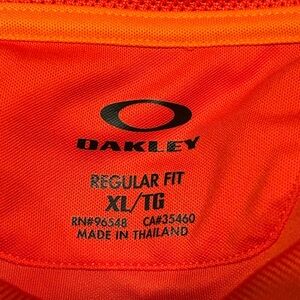 OAKLEY
REGULAR FIT
XL/TG
RN#96548 CA#35460
MADE IN THAILAND